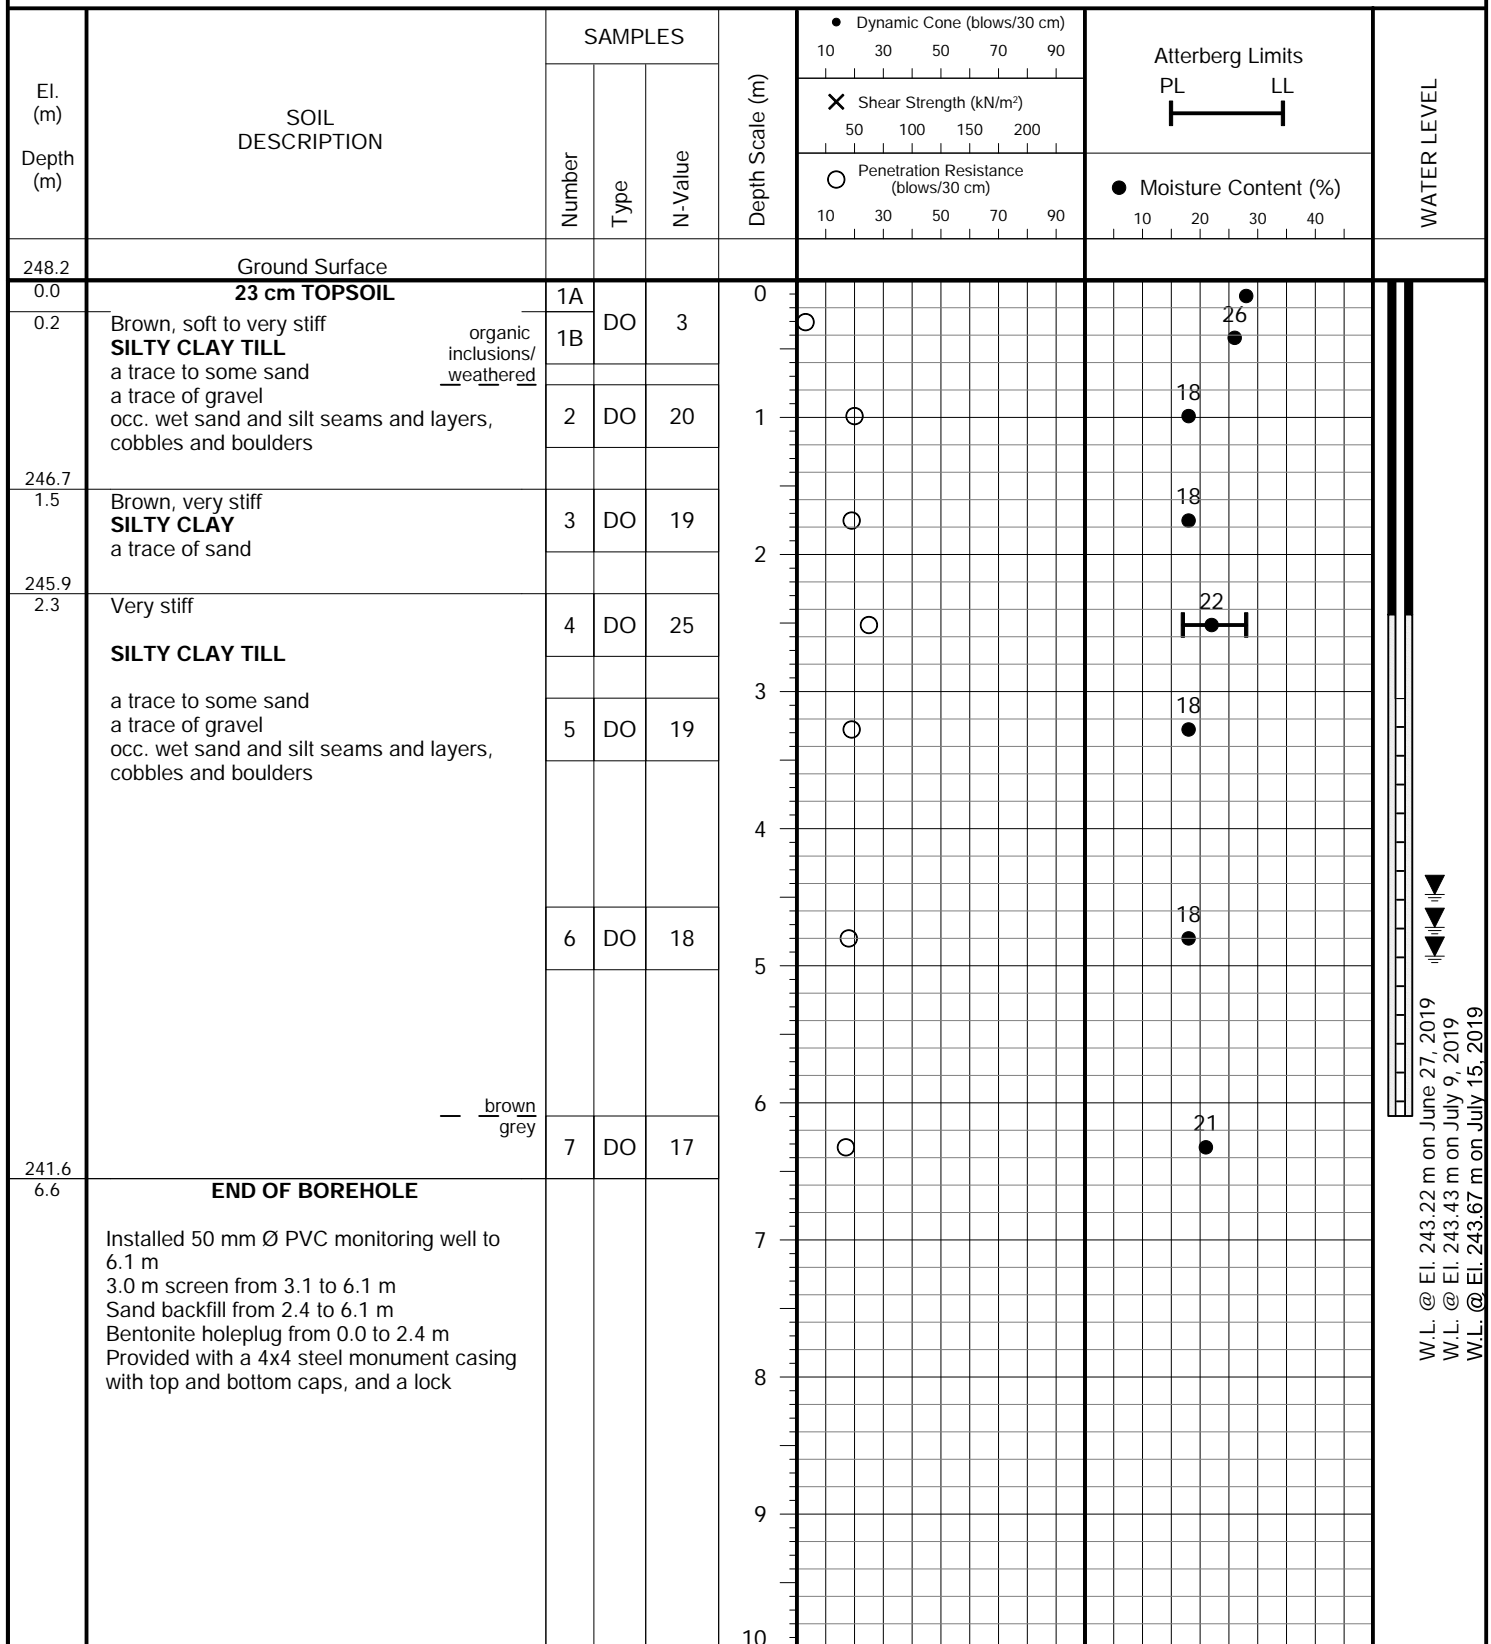 El.
(m)
Depth
(m)
SOIL
DESCRIPTION
SAMPLES
Number
Type
N-Value
Depth Scale (m)
Dynamic Cone (blows/30 cm)
10 30 50 70 90
Shear Strength (kN/m²)
50 100 150 200
Penetration Resistance
(blows/30 cm)
10 30 50 70 90
Atterberg Limits
PL LL
Moisture Content (%)
10 20 30 40
WATER LEVEL
248.2 Ground Surface
0.0 23 cm TOPSOIL 1A 0
0.2 Brown, soft to very stiff organic 1B DO 3 26
SILTY CLAY TILL inclusions/
a trace to some sand weathered
a trace of gravel 18
occ. wet sand and silt seams and layers, 2 DO 20 1
cobbles and boulders
246.7
1.5 Brown, very stiff 18
SILTY CLAY 3 DO 19
a trace of sand 2
245.9
2.3 Very stiff 22
4 DO 25
SILTY CLAY TILL
3
a trace to some sand 18
a trace of gravel 5 DO 19
occ. wet sand and silt seams and layers,
cobbles and boulders
4
18
6 DO 18
5
brown 6
grey 21
7 DO 17
241.6
6.6 END OF BOREHOLE
Installed 50 mm Ø PVC monitoring well to 7
6.1 m
3.0 m screen from 3.1 to 6.1 m
Sand backfill from 2.4 to 6.1 m
Bentonite holeplug from 0.0 to 2.4 m
Provided with a 4x4 steel monument casing
with top and bottom caps, and a lock 8
9
10
W.L. @ El. 243.22 m on June 27, 2019
W.L. @ El. 243.43 m on July 9, 2019
W.L. @ El. 243.67 m on July 15, 2019